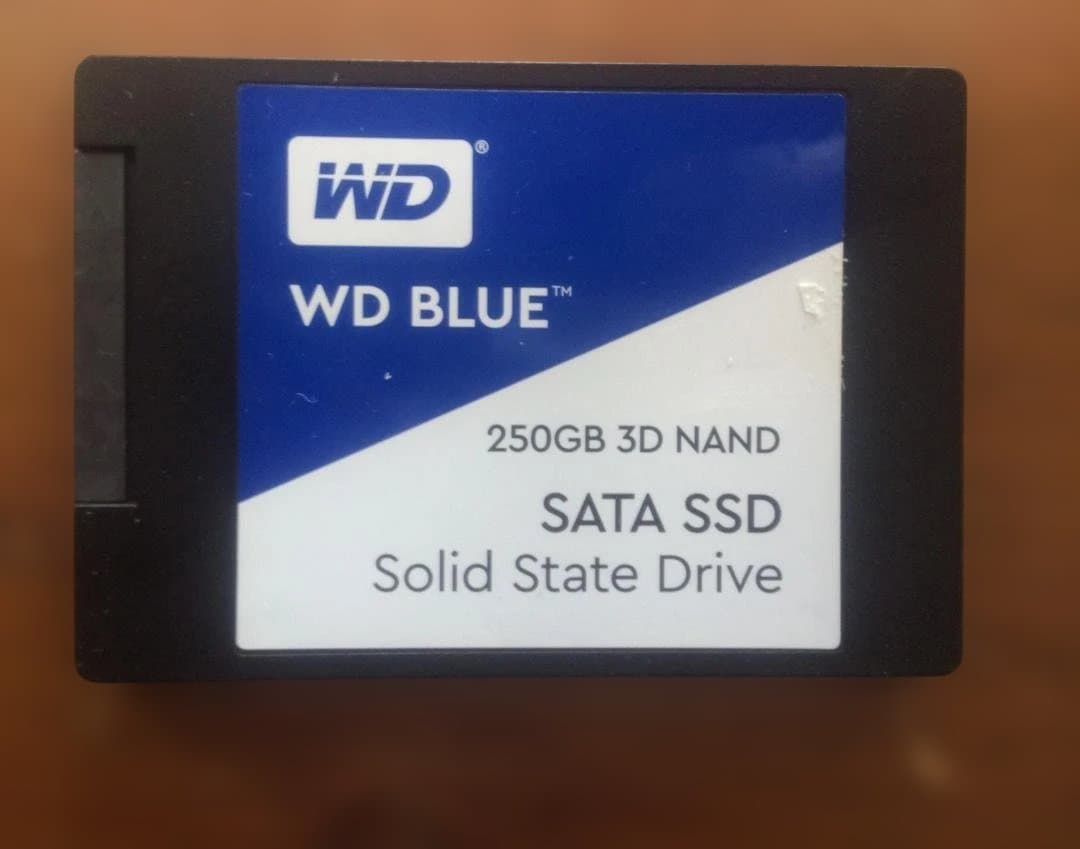 WD®
WD BLUE™
250GB 3D NAND
SATA SSD
Solid State Drive